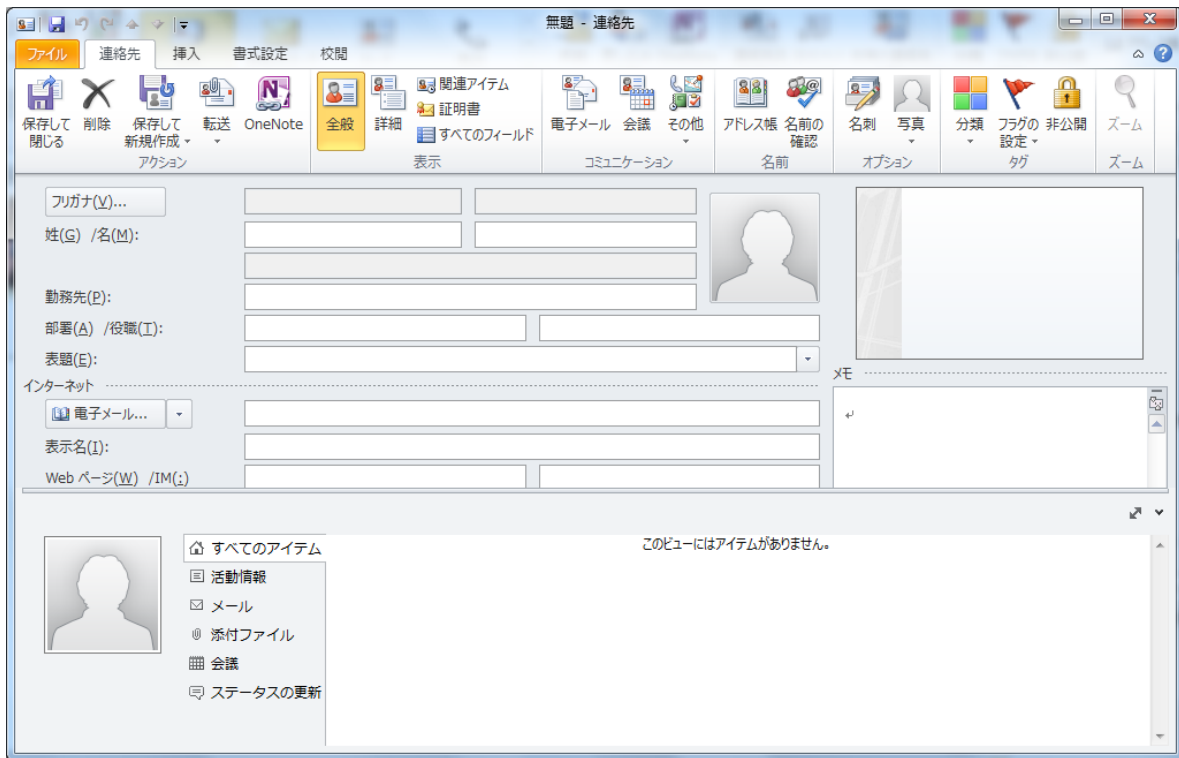 無題 - 連絡先
ファイル 連絡先 挿入 書式設定 校閲
保存して閉じる 削除 保存して新規作成 転送 OneNote 全般 詳細 関連アイテム 証明書 すべてのフィールド 電子メール 会議 その他 アドレス帳 名前の確認 名刺 写真 分類 フラグの設定 非公開 ズーム
アクション 表示 コミュニケーション 名前 オプション タグ ズーム
フリガナ(V)...
姓(G) /名(M):
勤務先(P):
部署(A) /役職(T):
表題(E):
メモ
インターネット
電子メール...
表示名(I):
Web ページ(W) /IM(;)
すべてのアイテム
このビューにはアイテムがありません。
活動情報
メール
添付ファイル
会議
ステータスの更新